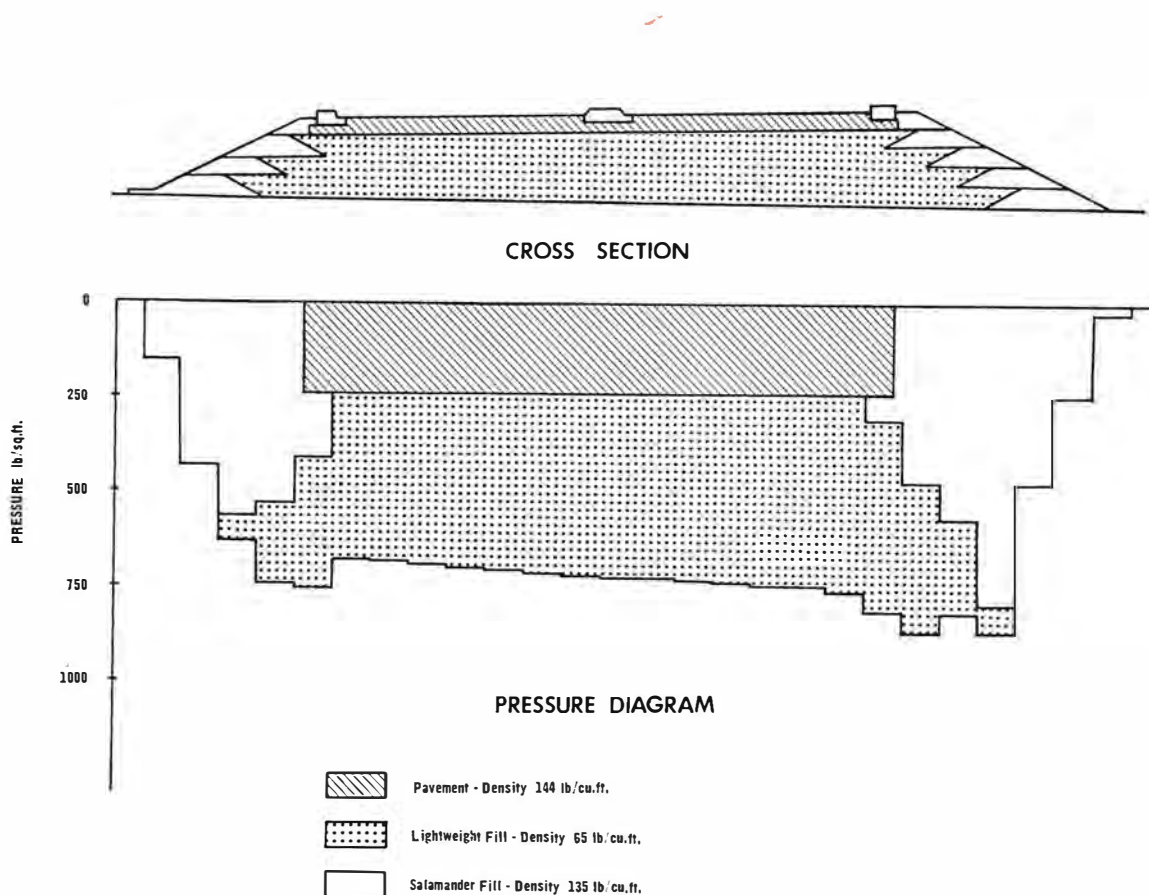 CROSS SECTION
0
250
500
750
1000
PRESSURE lb/sq.ft.
PRESSURE DIAGRAM
Pavement - Density 144 lb/cu.ft.
Lightweight Fill - Density 65 lb/cu.ft.
Salamander Fill - Density 135 lb/cu.ft.